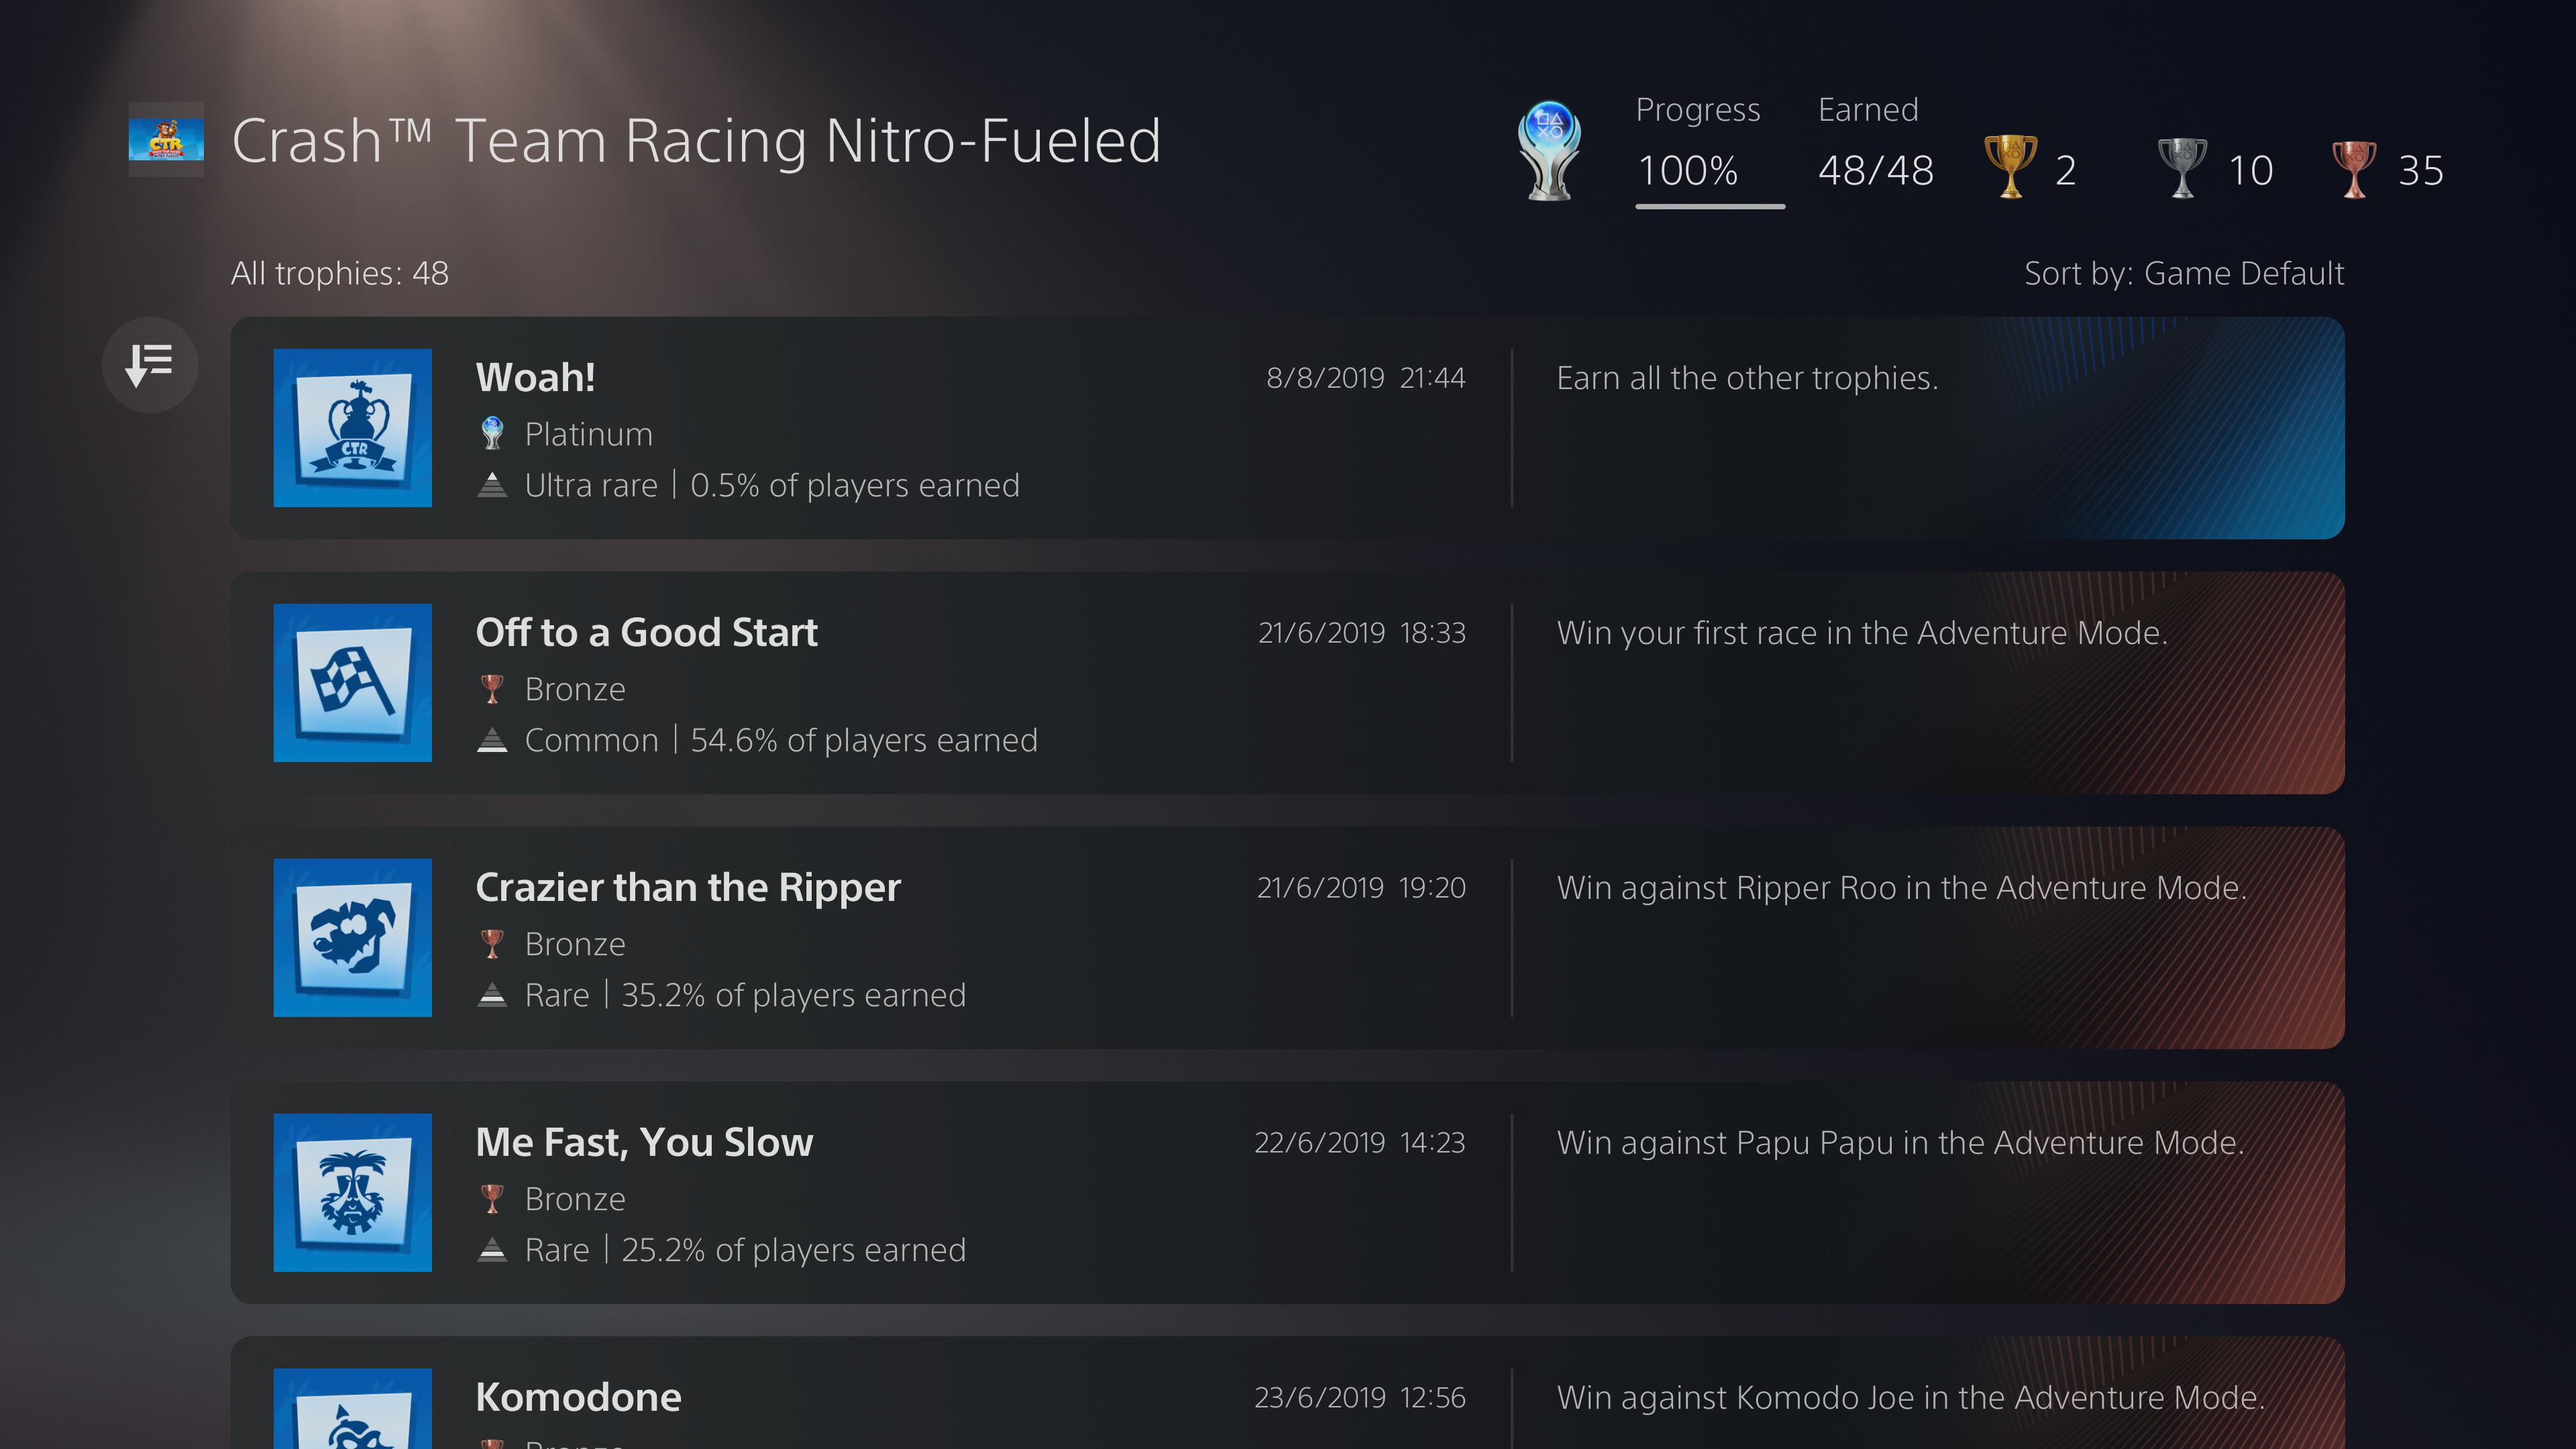 CTR
Crash™ Team Racing Nitro-Fueled
Progress
100%
Earned
48/48
2
10
35
All trophies: 48
Sort by: Game Default
CTR
Woah!
8/8/2019 21:44
Earn all the other trophies.
Platinum
Ultra rare | 0.5% of players earned
Off to a Good Start
21/6/2019 18:33
Win your first race in the Adventure Mode.
Bronze
Common | 54.6% of players earned
Crazier than the Ripper
21/6/2019 19:20
Win against Ripper Roo in the Adventure Mode.
Bronze
Rare | 35.2% of players earned
Me Fast, You Slow
22/6/2019 14:23
Win against Papu Papu in the Adventure Mode.
Bronze
Rare | 25.2% of players earned
Komodone
23/6/2019 12:56
Win against Komodo Joe in the Adventure Mode.
Bronze